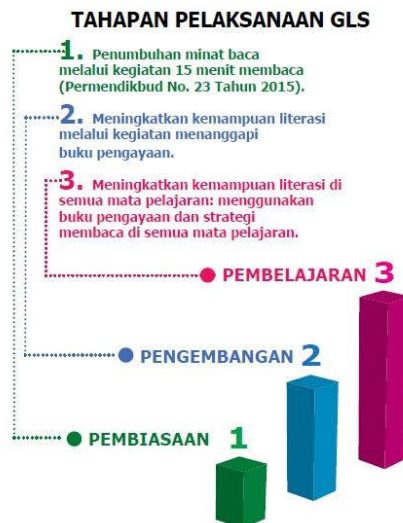 TAHAPAN PELAKSANAAN GLS
1. Penumbuhan minat baca
melalui kegiatan 15 menit membaca
(Permendikbud No. 23 Tahun 2015).
2. Meningkatkan kemampuan literasi
melalui kegiatan menanggapi
buku pengayaan.
3. Meningkatkan kemampuan literasi di
semua mata pelajaran: menggunakan
buku pengayaan dan strategi
membaca di semua mata pelajaran.
PEMBELAJARAN 3
PENGEMBANGAN 2
PEMBIASAAN 1